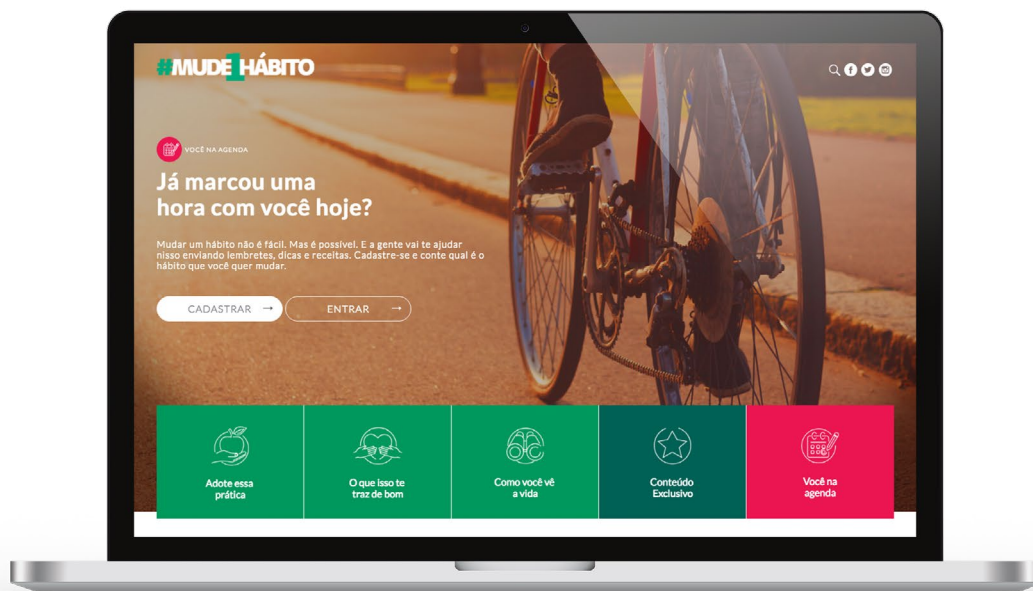 #MUDE1HÁBITO
VOCÊ NA AGENDA
Já marcou uma
hora com você hoje?
Mudar um hábito não é fácil. Mas é possível. E a gente vai te ajudar
nisso enviando lembretes, dicas e receitas. Cadastre-se e conte qual é o
hábito que você quer mudar.
CADASTRAR →
ENTRAR →
Adote essa
prática
O que isso te
traz de bom
Como você vê
a vida
Conteúdo
Exclusivo
Você na
agenda